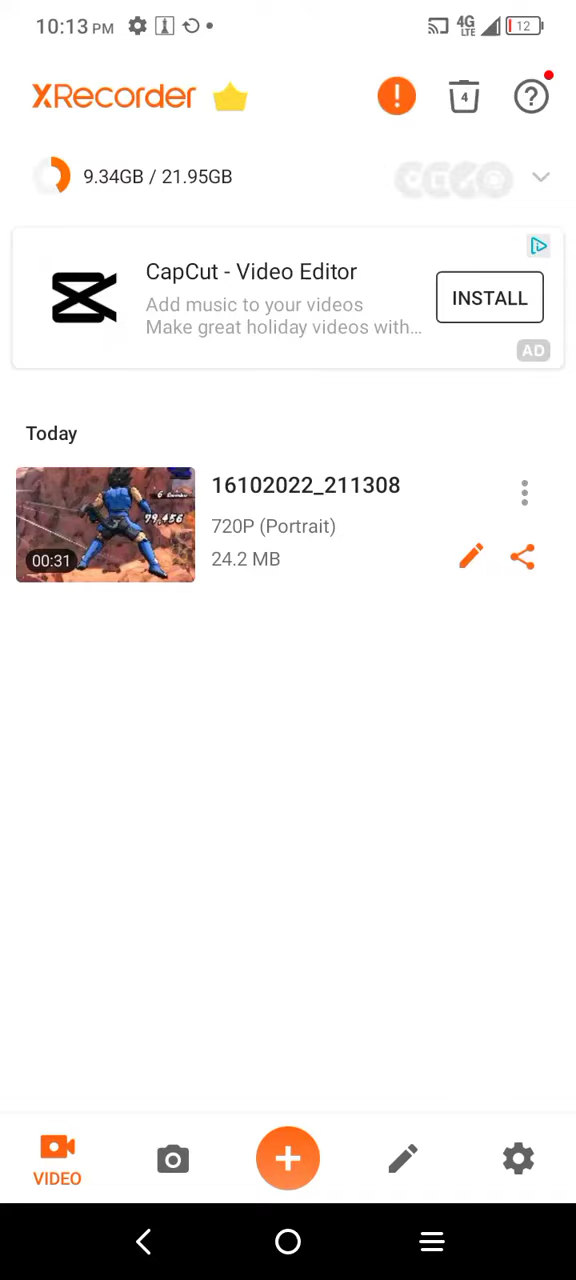 10:13 PM
4G
LTE
12
XRecorder
4
9.34GB / 21.95GB
CapCut - Video Editor
Add music to your videos
Make great holiday videos with...
INSTALL
AD
Today
16102022_211308
720P (Portrait)
24.2 MB
00:31
79,456
VIDEO